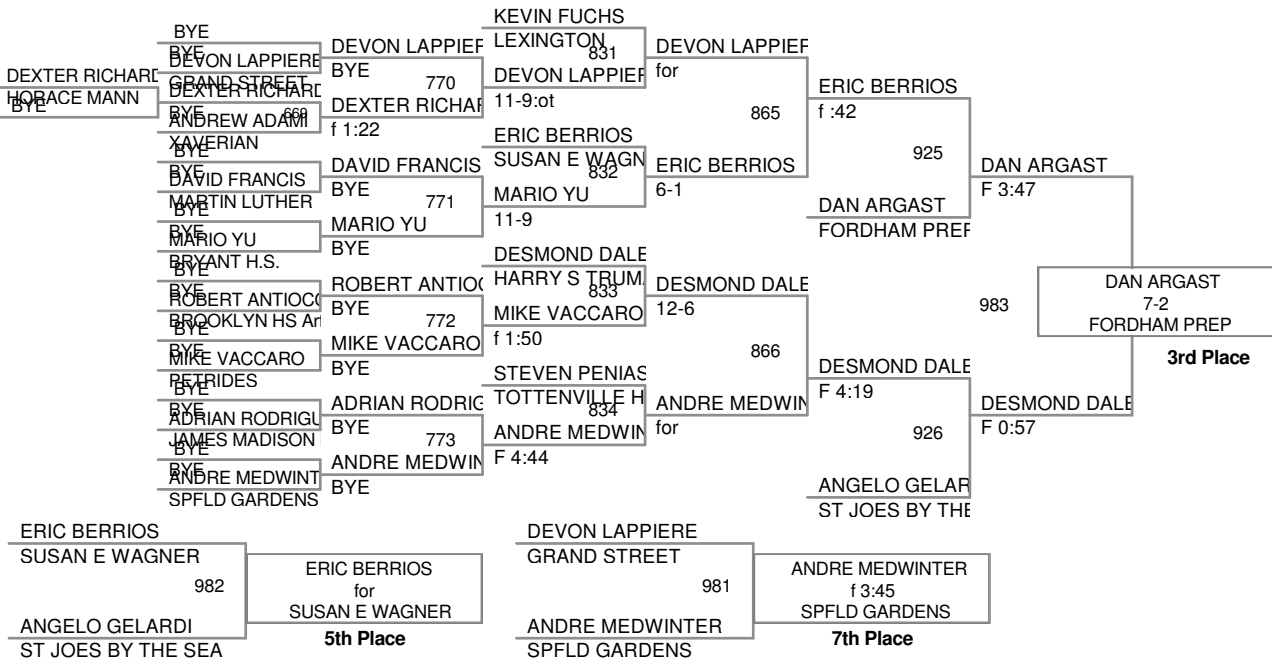 DEXTER RICHARD
HORACE MANN
BYE
BYE
BYE
DEVON LAPPIERE
GRAND STREET
DEXTER RICHARD
BYE
669
ANDREW ADAMI
XAVERIAN
BYE
BYE
DAVID FRANCIS
MARTIN LUTHER
BYE
BYE
MARIO YU
BRYANT H.S.
BYE
BYE
ROBERT ANTIOCO
BROOKLYN HS Ar
BYE
BYE
MIKE VACCARO
PETRIDES
BYE
BYE
ADRIAN RODRIGU
JAMES MADISON
BYE
BYE
ANDRE MEDWINT
SPFLD GARDENS
DEVON LAPPIER
BYE
770
DEXTER RICHAR
f 1:22
DAVID FRANCIS
BYE
771
MARIO YU
BYE
ROBERT ANTIOC
BYE
772
MIKE VACCARO
BYE
ADRIAN RODRIG
BYE
773
ANDRE MEDWIN
BYE
KEVIN FUCHS
LEXINGTON
831
DEVON LAPPIER
11-9:ot
ERIC BERRIOS
SUSAN E WAGN
832
MARIO YU
11-9
DESMOND DALE
HARRY S TRUM
833
MIKE VACCARO
f 1:50
STEVEN PENIAS
TOTTENVILLE H
834
ANDRE MEDWIN
F 4:44
DEVON LAPPIER
for
865
ERIC BERRIOS
6-1
DESMOND DALE
12-6
866
ANDRE MEDWIN
for
ERIC BERRIOS
f :42
925
DAN ARGAST
FORDHAM PREP
DESMOND DALE
F 4:19
926
ANGELO GELAR
ST JOES BY THE
DAN ARGAST
F 3:47
983
DESMOND DALE
F 0:57
DAN ARGAST
7-2
FORDHAM PREP
3rd Place
ERIC BERRIOS
SUSAN E WAGNER
982
ANGELO GELARDI
ST JOES BY THE SEA
ERIC BERRIOS
for
SUSAN E WAGNER
5th Place
DEVON LAPPIERE
GRAND STREET
981
ANDRE MEDWINTER
SPFLD GARDENS
ANDRE MEDWINTER
f 3:45
SPFLD GARDENS
7th Place